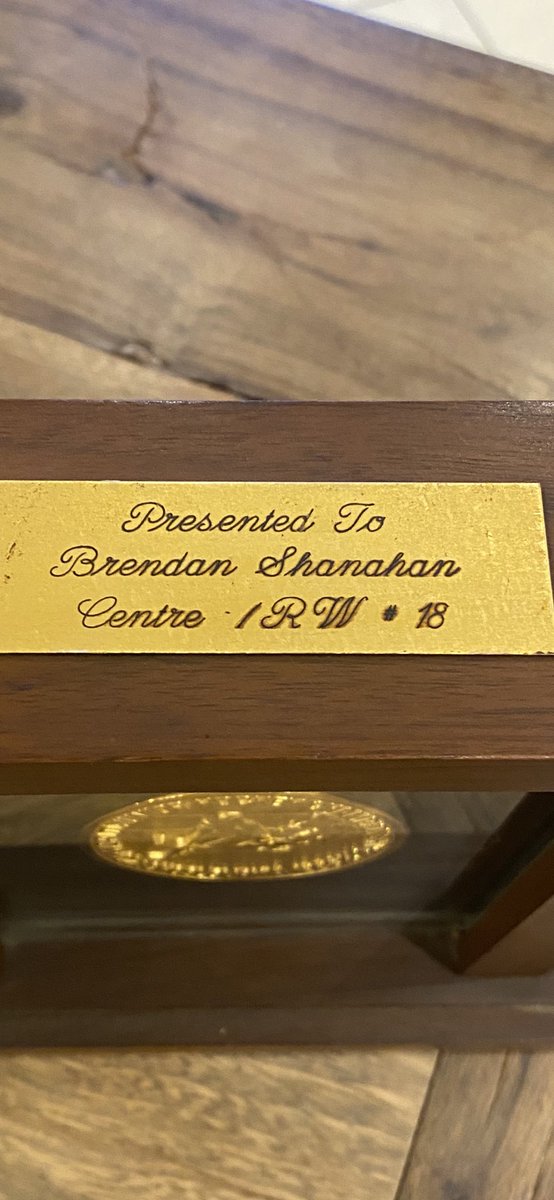 Presented To
Brendan Shanahan
Centre / RW # 18